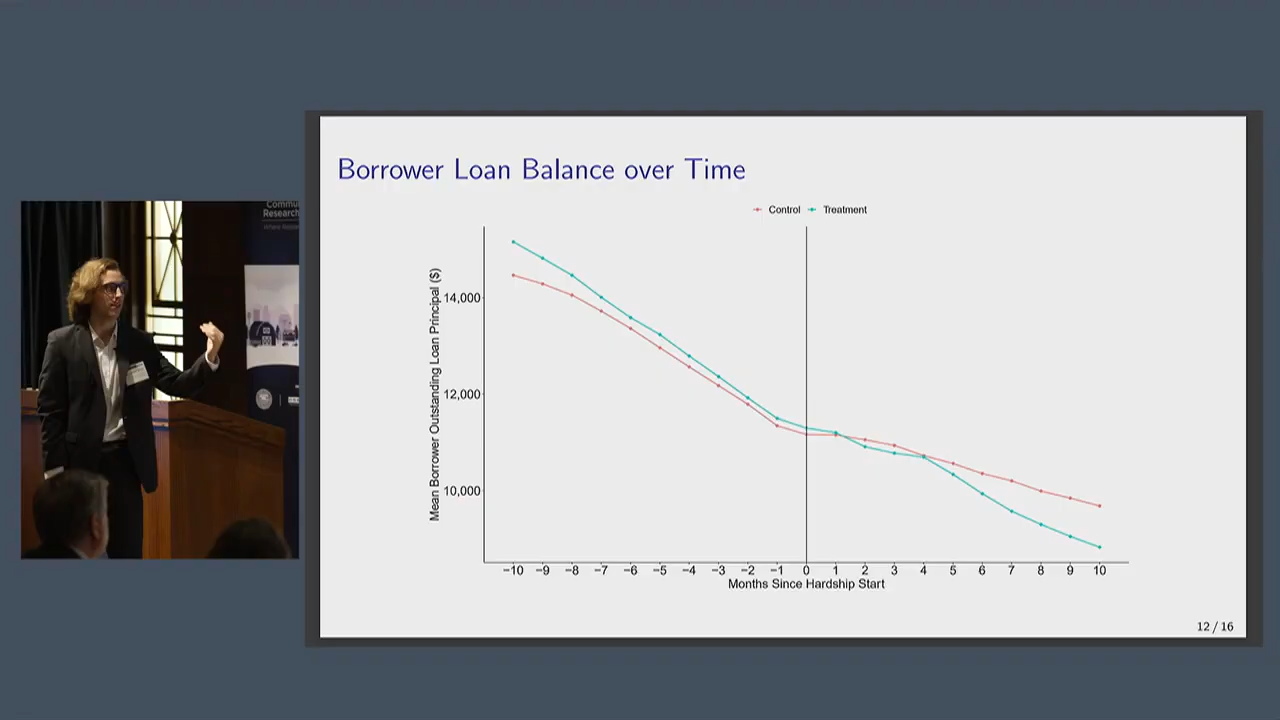 Commu
Research
Borrower Loan Balance over Time
Control Treatment
Mean Borrower Outstanding Loan Principal ($)
14,000
12,000
10,000
−10 −9 −8 −7 −6 −5 −4 −3 −2 −1 0 1 2 3 4 5 6 7 8 9 10
Months Since Hardship Start
12 / 16